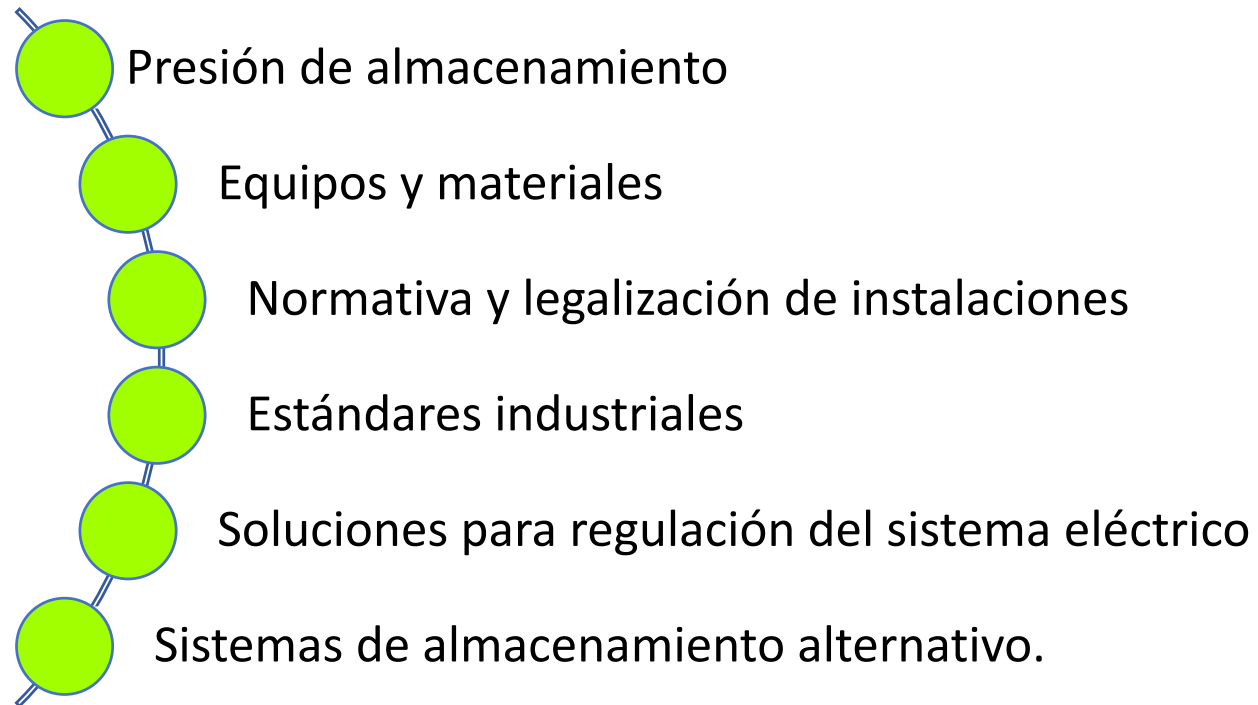 Presión de almacenamiento
Equipos y materiales
Normativa y legalización de instalaciones
Estándares industriales
Soluciones para regulación del sistema eléctrico
Sistemas de almacenamiento alternativo.